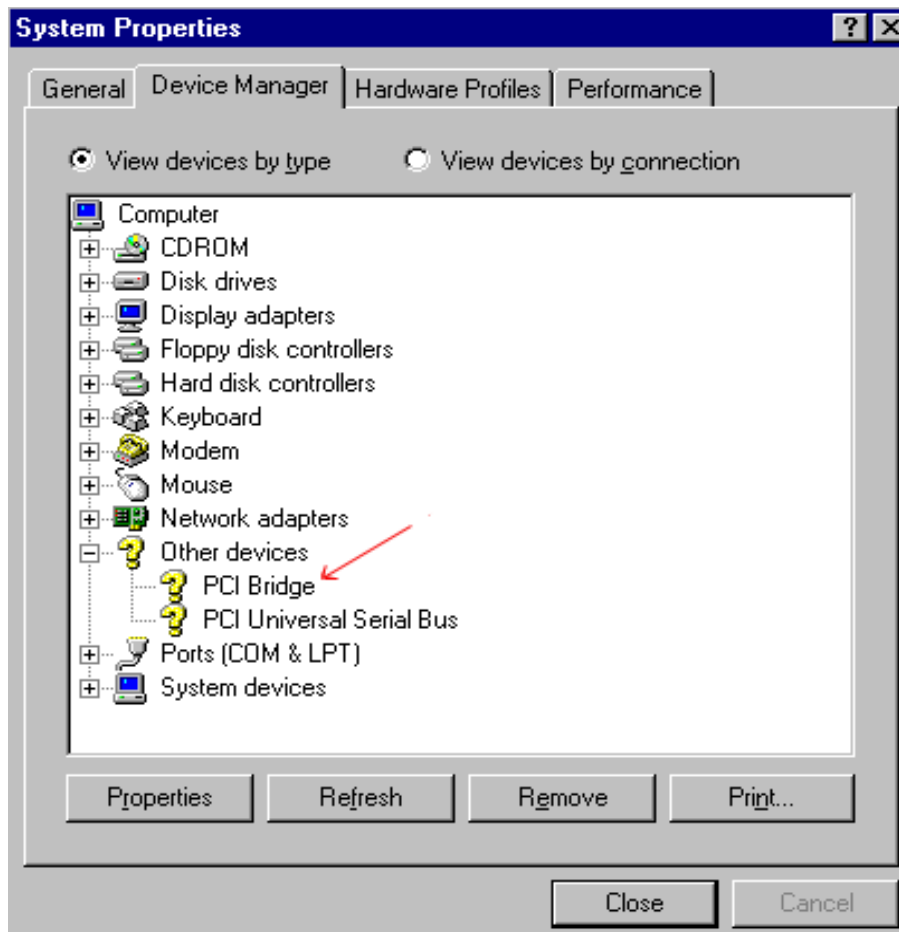 System Properties
General Device Manager Hardware Profiles Performance
View devices by type View devices by connection
Computer
CDROM
Disk drives
Display adapters
Floppy disk controllers
Hard disk controllers
Keyboard
Modem
Mouse
Network adapters
Other devices
PCI Bridge
PCI Universal Serial Bus
Ports (COM & LPT)
System devices
Properties Refresh Remove Print...
Close Cancel